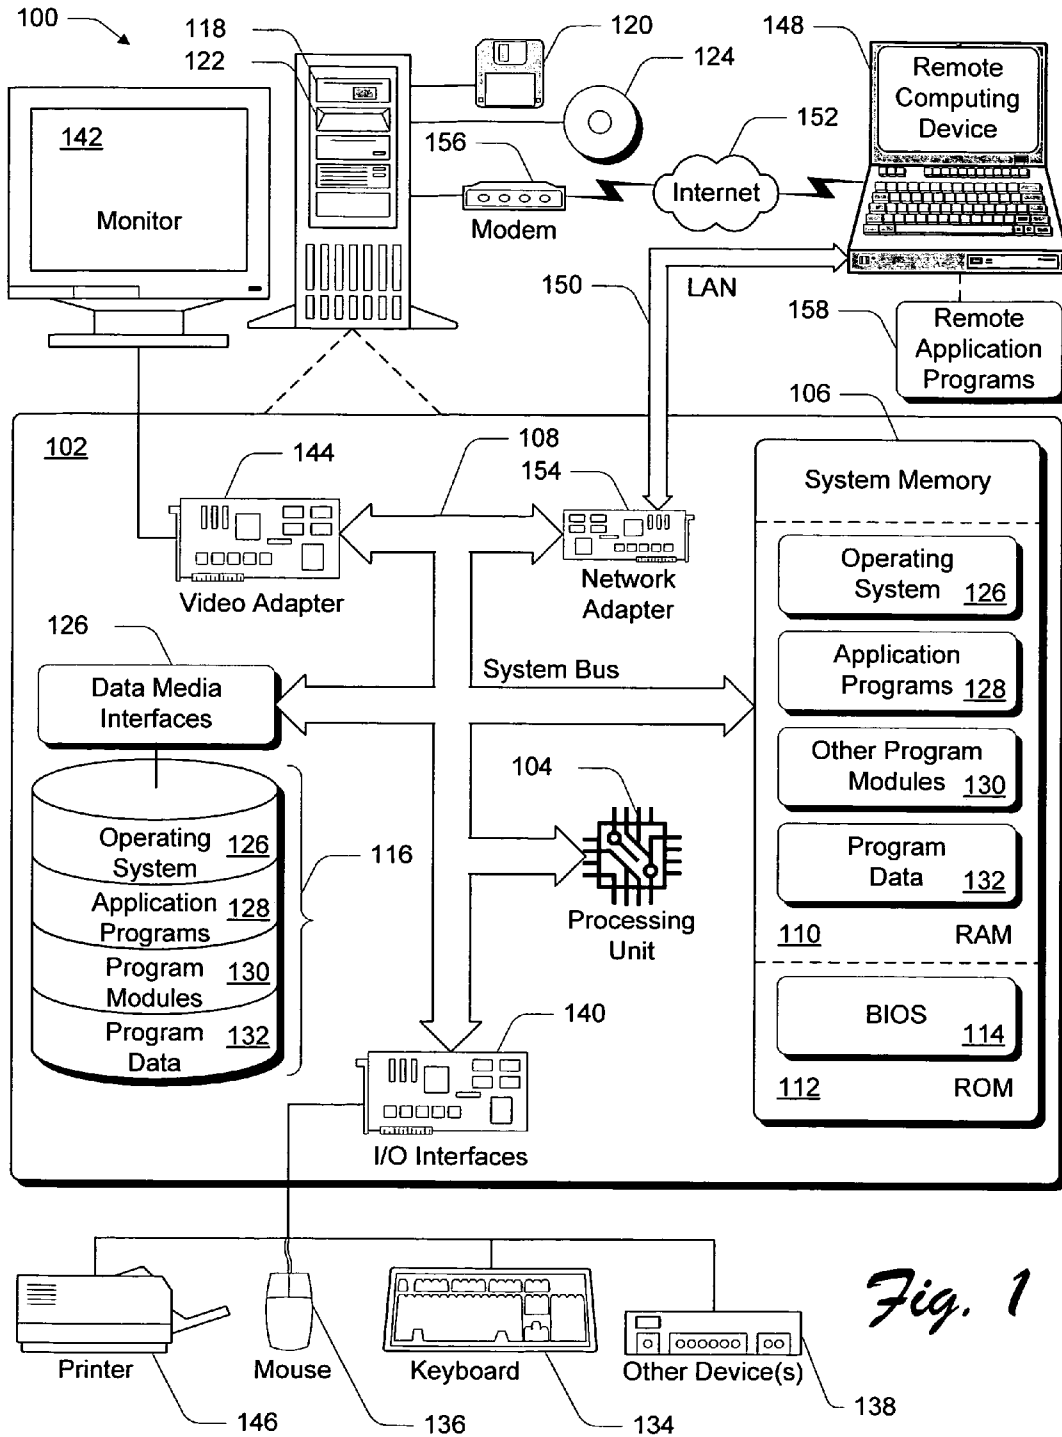 100
118
122
120
124
148
Remote
Computing
Device
142
Monitor
156
Modem
152
Internet
150
LAN
158
Remote
Application
Programs
106
102
144
108
154
Video Adapter
Network
Adapter
System Memory
Operating
System 126
Application
Programs 128
Other Program
Modules 130
Program
Data 132
110 RAM
BIOS 114
112 ROM
126
Data Media
Interfaces
System Bus
104
Processing
Unit
Operating
System 126
Application
Programs 128
Program
Modules 130
Program
Data 132
116
140
I/O Interfaces
Printer
Mouse
Keyboard
Other Device(s)
146
136
134
138
Fig. 1